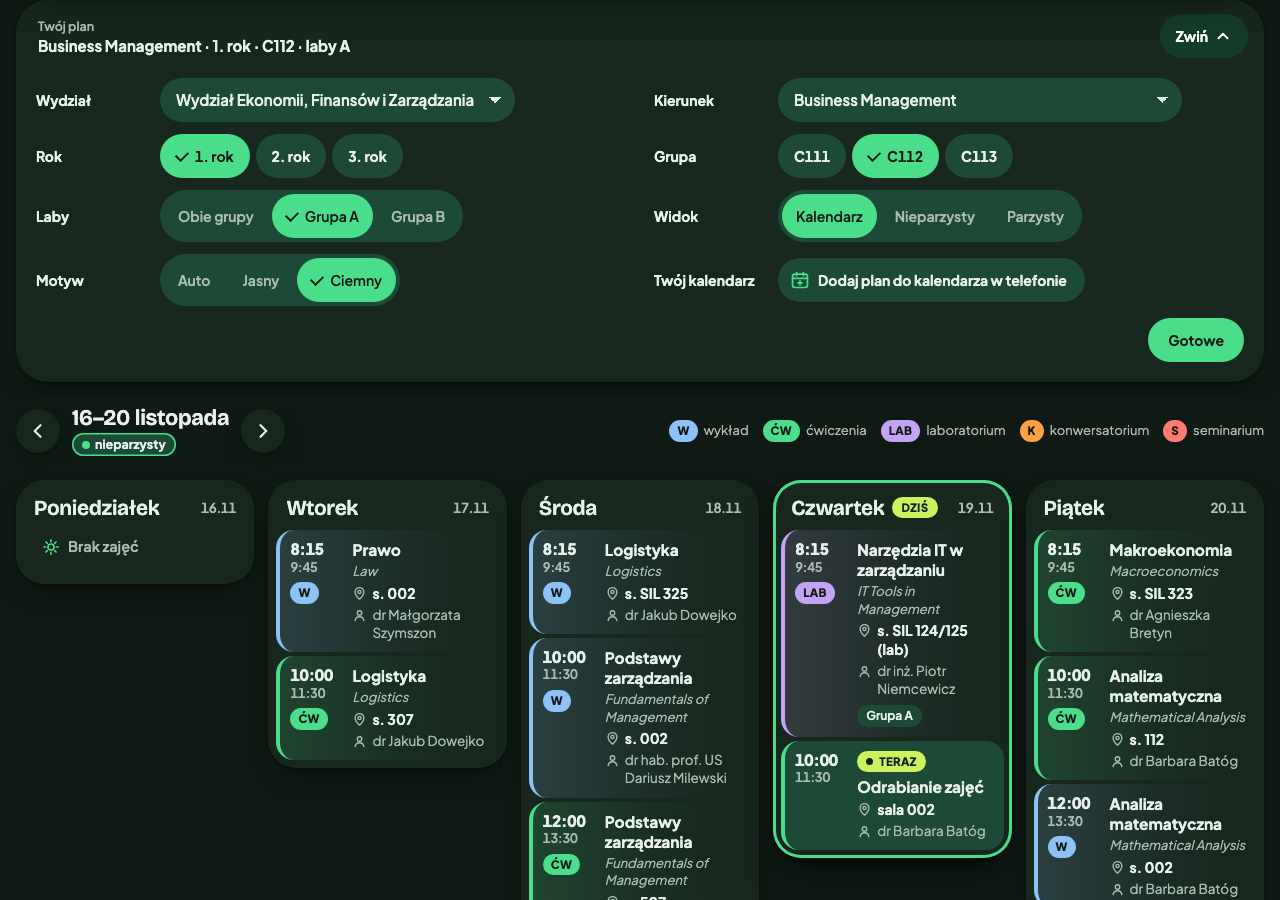 Twój plan
Business Management · 1. rok · C112 · laby A
Zwiń
Wydział
Wydział Ekonomii, Finansów i Zarządzania
Kierunek
Business Management
Rok
1. rok
2. rok
3. rok
Grupa
C111
C112
C113
Laby
Obie grupy
Grupa A
Grupa B
Widok
Kalendarz
Nieparzysty
Parzysty
Motyw
Auto
Jasny
Ciemny
Twój kalendarz
Dodaj plan do kalendarza w telefonie
Gotowe
16–20 listopada
nieparzysty
W wykład
ĆW ćwiczenia
LAB laboratorium
K konwersatorium
S seminarium
Poniedziałek 16.11
Brak zajęć
Wtorek 17.11
8:15
9:45
W
Prawo
Law
s. 002
dr Małgorzata
Szymson
10:00
11:30
ĆW
Logistyka
Logistics
s. 307
dr Jakub Dowejko
Środa 18.11
8:15
9:45
W
Logistyka
Logistics
s. SIL 325
dr Jakub Dowejko
10:00
11:30
W
Podstawy
zarządzania
Fundamentals of
Management
s. 002
dr hab. prof. US
Dariusz Milewski
12:00
13:30
ĆW
Podstawy
zarządzania
Fundamentals of
Management
Czwartek DZIŚ 19.11
8:15
9:45
LAB
Narzędzia IT w
zarządzaniu
IT Tools in
Management
s. SIL 124/125
(lab)
dr inż. Piotr
Niemcewicz
Grupa A
10:00
11:30
TERAZ
Odrabianie zajęć
sala 002
dr Barbara Batóg
Piątek 20.11
8:15
9:45
ĆW
Makroekonomia
Macroeconomics
s. SIL 323
dr Agnieszka
Bretyn
10:00
11:30
ĆW
Analiza
matematyczna
Mathematical Analysis
s. 112
dr Barbara Batóg
12:00
13:30
W
Analiza
matematyczna
Mathematical Analysis
s. 002
dr Barbara Batóg